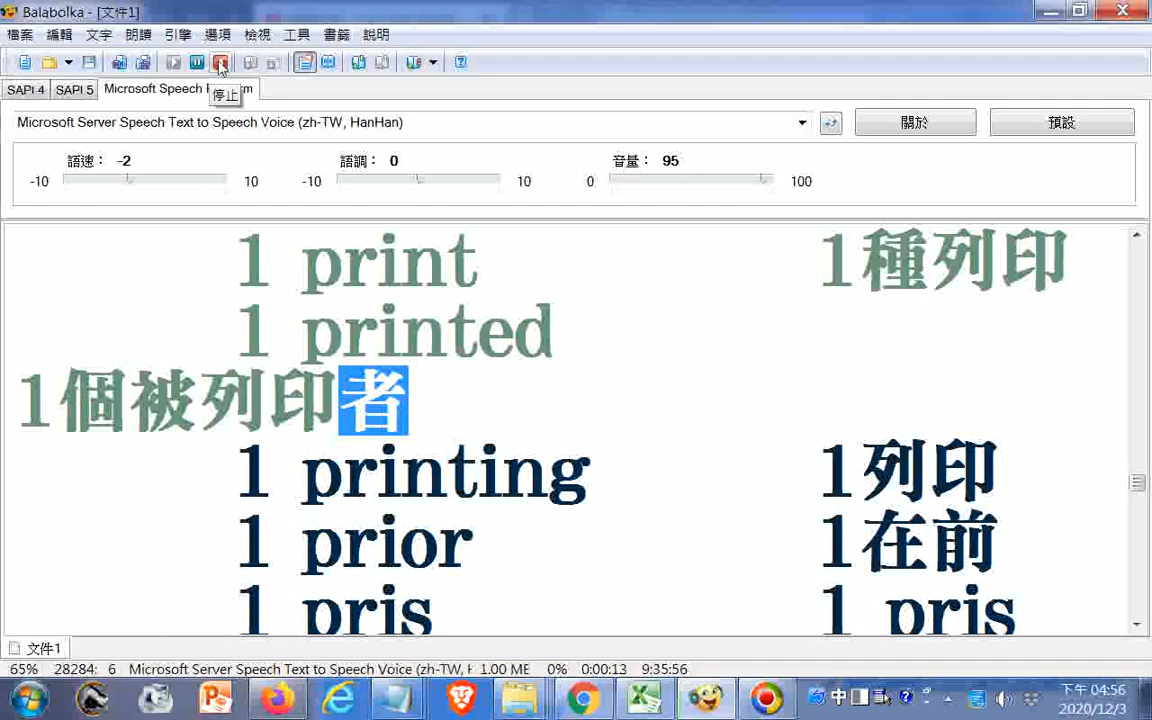 Balabolka - [文件1]
檔案 編輯 文字 朗讀 引擎 選項 檢視 工具 書籤 說明
SAPI 4 SAPI 5 Microsoft Speech P
停止
Microsoft Server Speech Text to Speech Voice (zh-TW, HanHan) 關於 預設
語速： -2 語調： 0 音量： 95
-10 10 -10 10 0 100
1 print 1種列印
1 printed
1個被列印者
1 printing 1列印
1 prior 1在前
1 pris 1 pris
文件1
65% 28284: 6 Microsoft Server Speech Text to Speech Voice (zh-TW, H 1.00 ME 0% 0:00:13 9:35:56
中
下午 04:56
2020/12/3